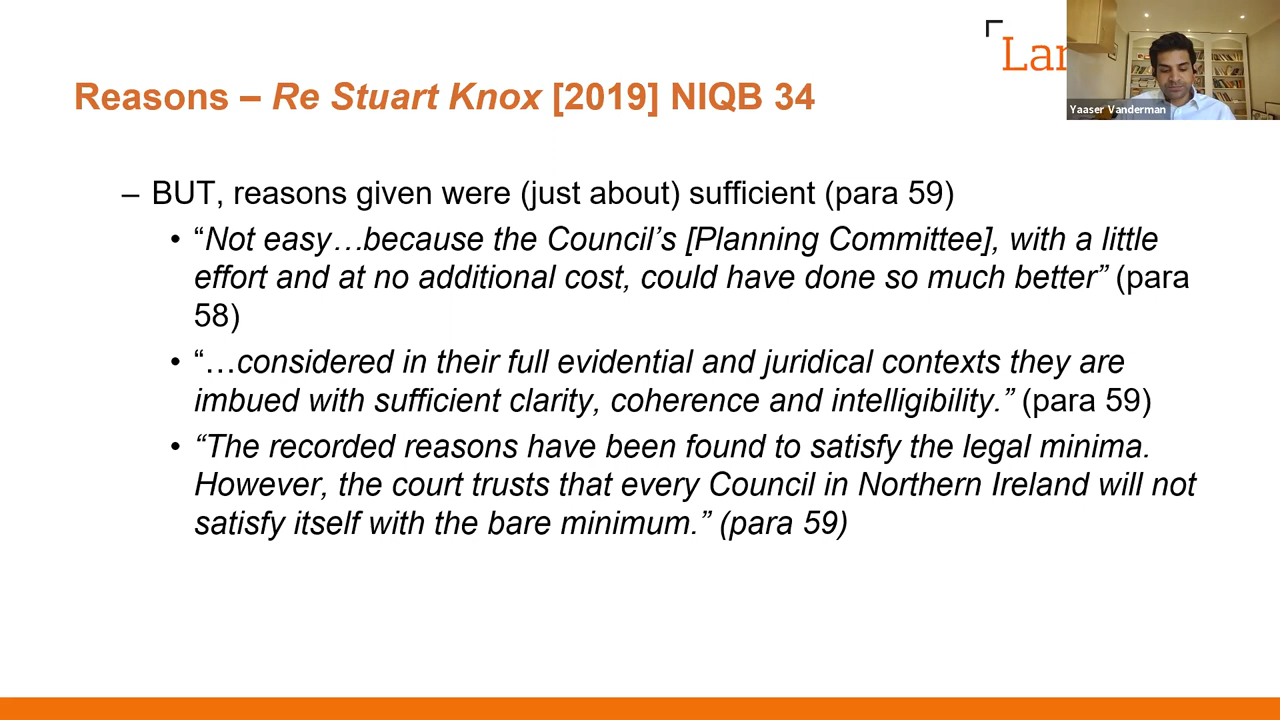 Lan
Yaaser Vanderman
Reasons – Re Stuart Knox [2019] NIQB 34
– BUT, reasons given were (just about) sufficient (para 59)
• “Not easy…because the Council’s [Planning Committee], with a little
effort and at no additional cost, could have done so much better” (para
58)
• “…considered in their full evidential and juridical contexts they are
imbued with sufficient clarity, coherence and intelligibility.” (para 59)
• “The recorded reasons have been found to satisfy the legal minima.
However, the court trusts that every Council in Northern Ireland will not
satisfy itself with the bare minimum.” (para 59)